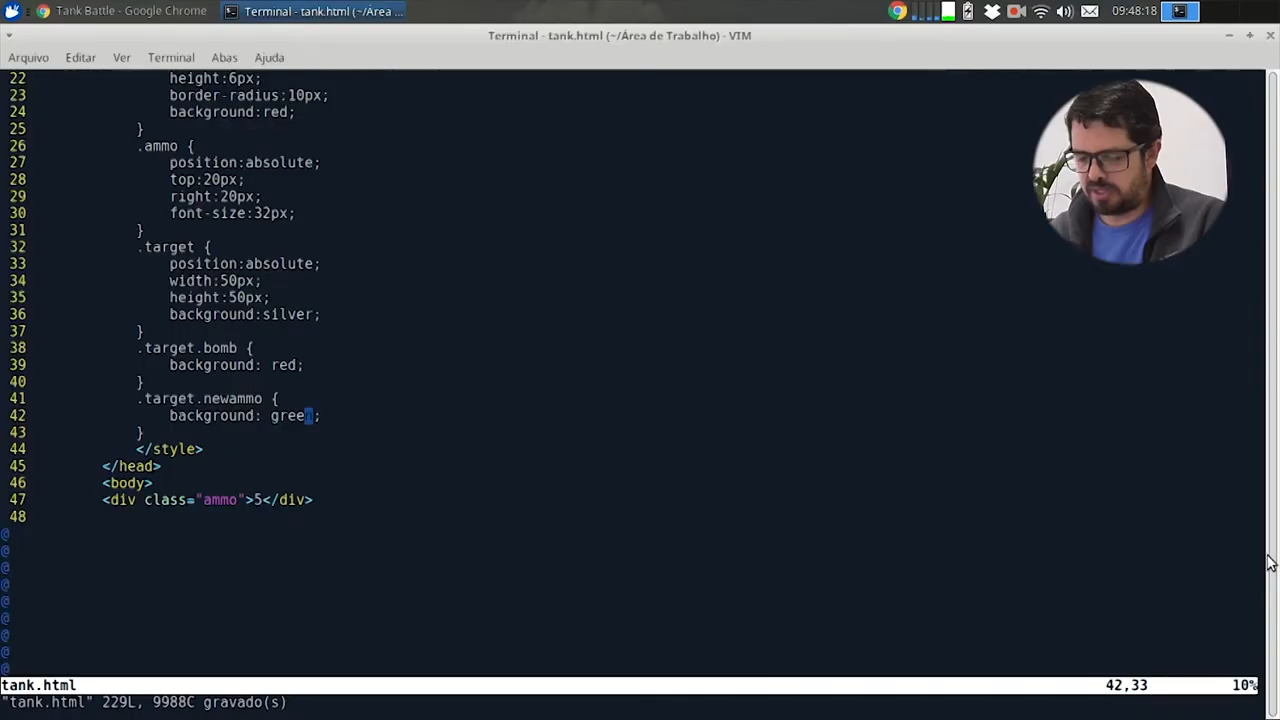 Tank Battle - Google Chrome
Terminal - tank.html (~/Área ...
09:48:18
Terminal - tank.html (~/Área de Trabalho) - VIM
Arquivo Editar Ver Terminal Abas Ajuda
22 height:6px;
23 border-radius:10px;
24 background:red;
25 }
26 .ammo {
27 position:absolute;
28 top:20px;
29 right:20px;
30 font-size:32px;
31 }
32 .target {
33 position:absolute;
34 width:50px;
35 height:50px;
36 background:silver;
37 }
38 .target.bomb {
39 background: red;
40 }
41 .target.newammo {
42 background: green;
43 }
44 </style>
45 </head>
46 <body>
47 <div class="ammo">5</div>
48
@
@
@
@
@
@
@
@
@
tank.html 42,33 10%
"tank.html" 229L, 9988C gravado(s)